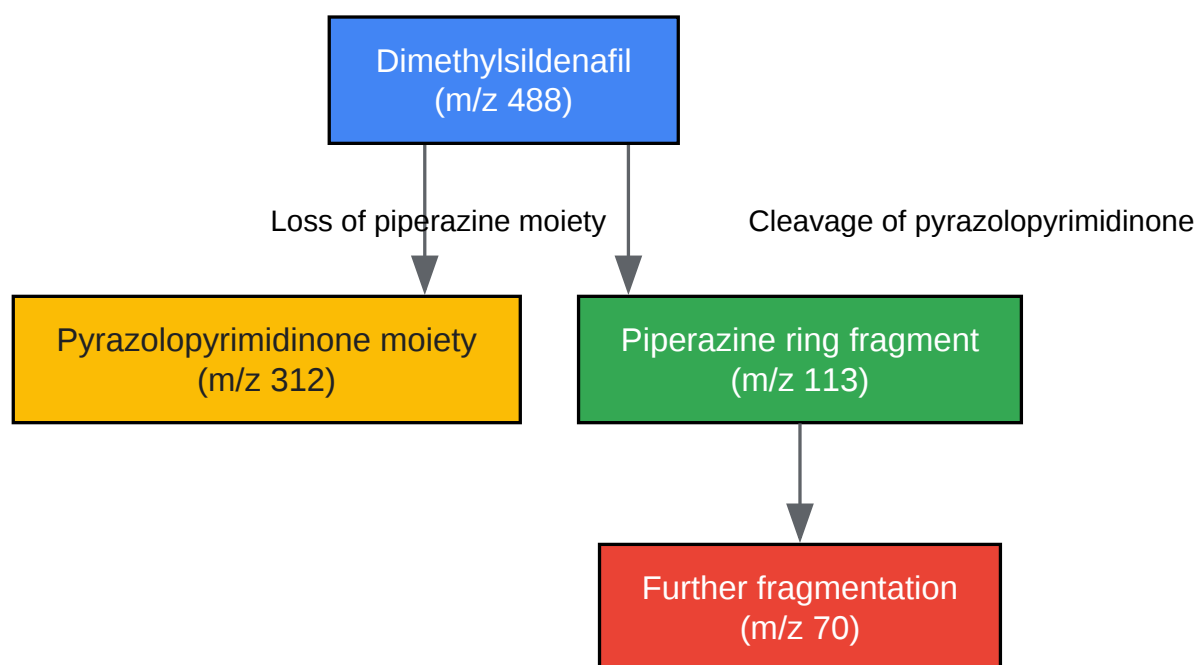 Dimethylsildenafil
(m/z 488)
Loss of piperazine moiety
Cleavage of pyrazolopyrimidinone
Pyrazolopyrimidinone moiety
(m/z 312)
Piperazine ring fragment
(m/z 113)
Further fragmentation
(m/z 70)